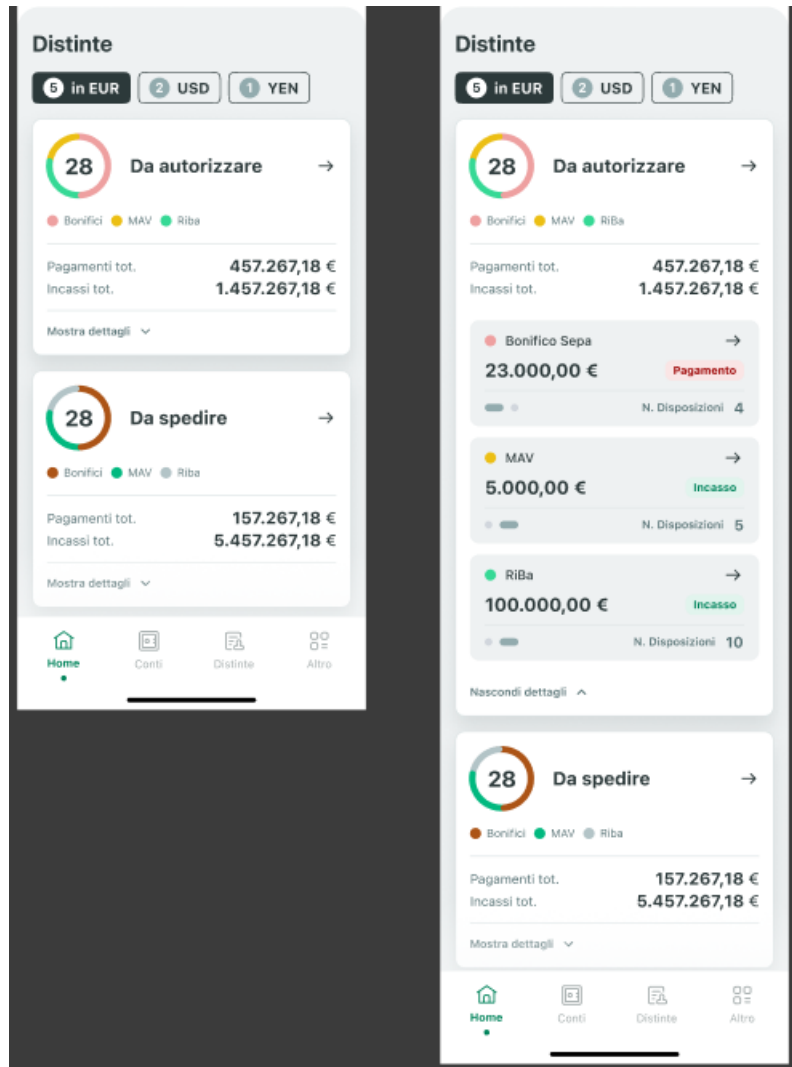 Distinte
5 in EUR 2 USD 1 YEN
28 Da autorizzare →
Bonifici MAV Riba
Pagamenti tot. 457.267,18 €
Incassi tot. 1.457.267,18 €
Mostra dettagli
28 Da spedire →
Bonifici MAV Riba
Pagamenti tot. 157.267,18 €
Incassi tot. 5.457.267,18 €
Mostra dettagli
Home Conti Distinte Altro
Distinte
5 in EUR 2 USD 1 YEN
28 Da autorizzare →
Bonifici MAV RiBa
Pagamenti tot. 457.267,18 €
Incassi tot. 1.457.267,18 €
Bonifico Sepa →
23.000,00 € Pagamento
N. Disposizioni 4
MAV →
5.000,00 € Incasso
N. Disposizioni 5
RiBa →
100.000,00 € Incasso
N. Disposizioni 10
Nascondi dettagli
28 Da spedire →
Bonifici MAV Riba
Pagamenti tot. 157.267,18 €
Incassi tot. 5.457.267,18 €
Mostra dettagli
Home Conti Distinte Altro